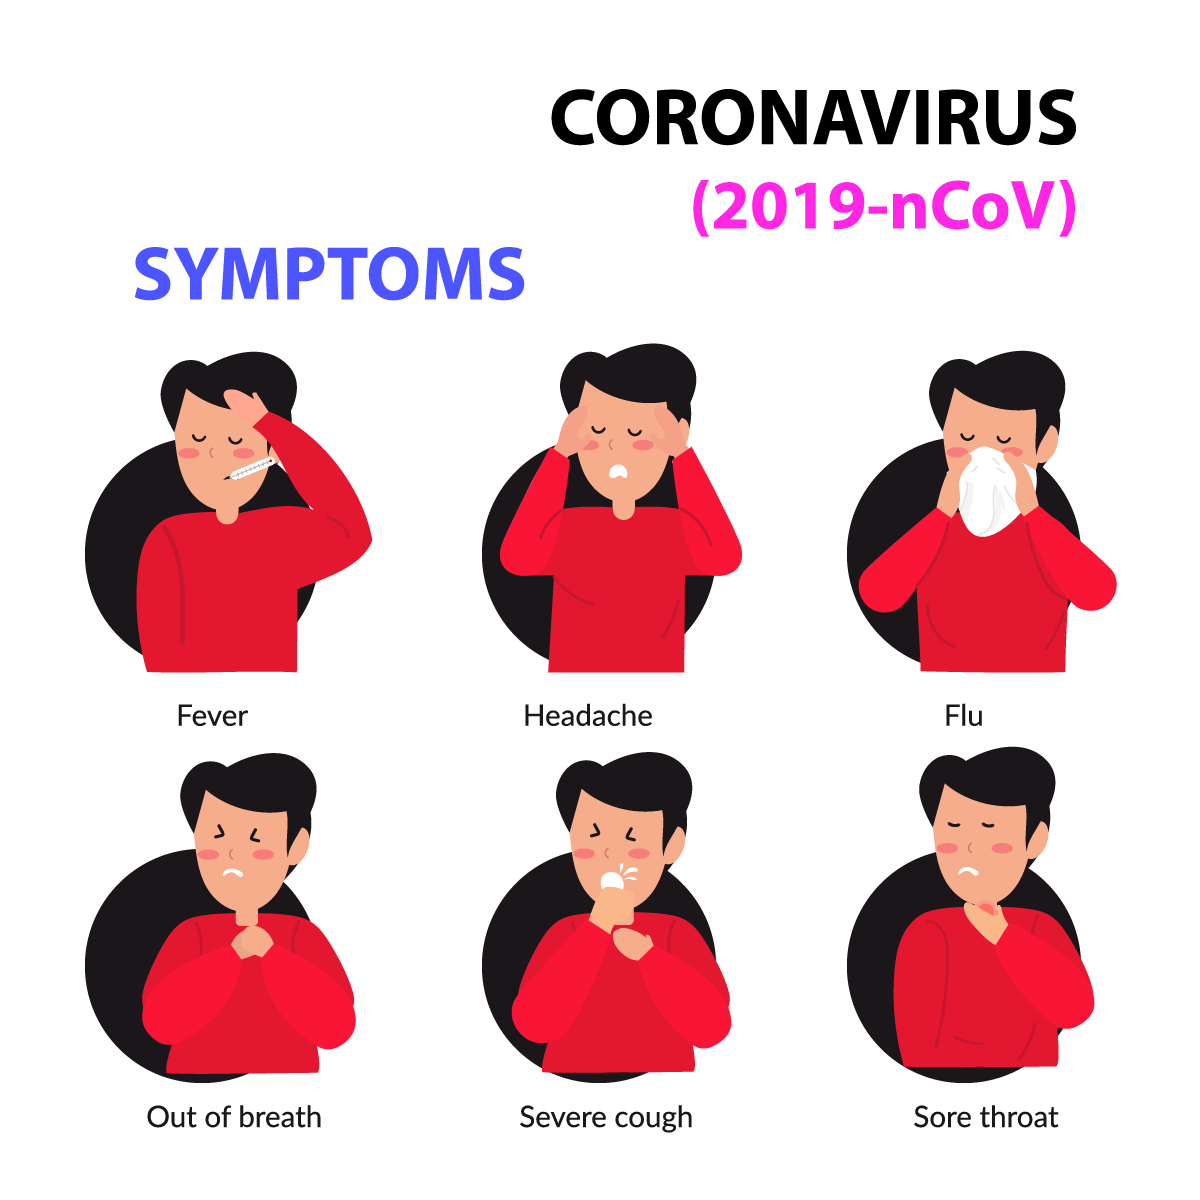 CORONAVIRUS
(2019-nCoV)
SYMPTOMS
Fever
Headache
Flu
Out of breath
Severe cough
Sore throat